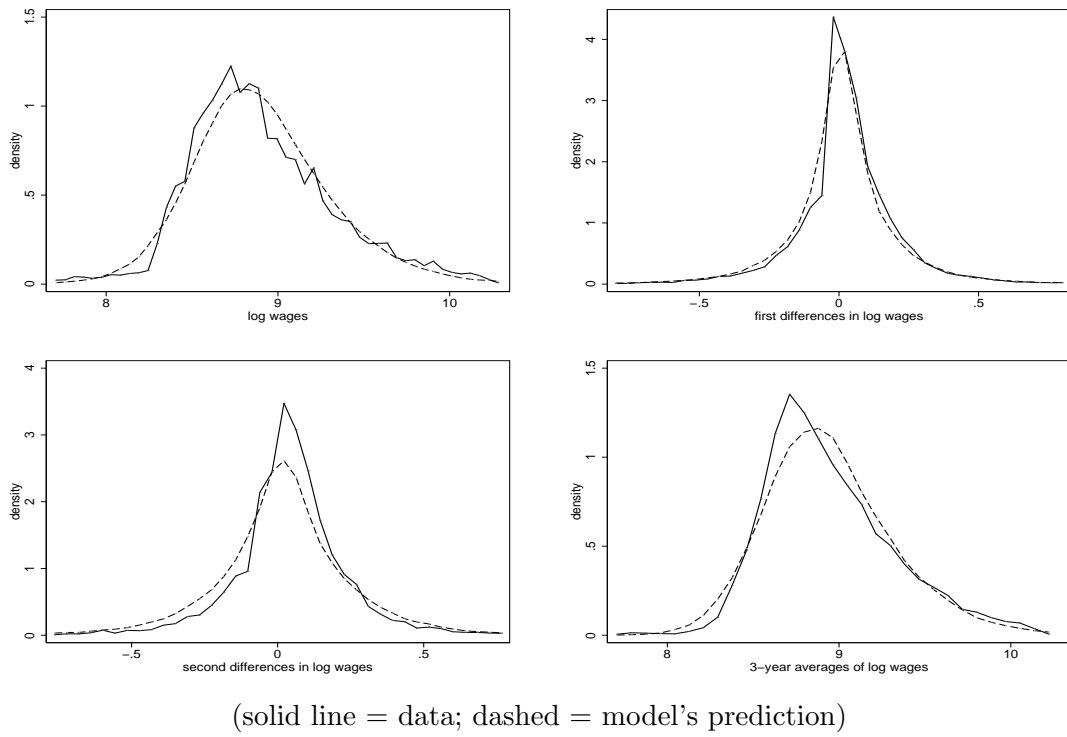 1.5
1
.5
0
density
8 9 10
log wages
4
3
2
1
0
density
−.5 0 .5
first differences in log wages
4
3
2
1
0
density
−.5 0 .5
second differences in log wages
1.5
1
.5
0
density
8 9 10
3−year averages of log wages
(solid line = data; dashed = model's prediction)